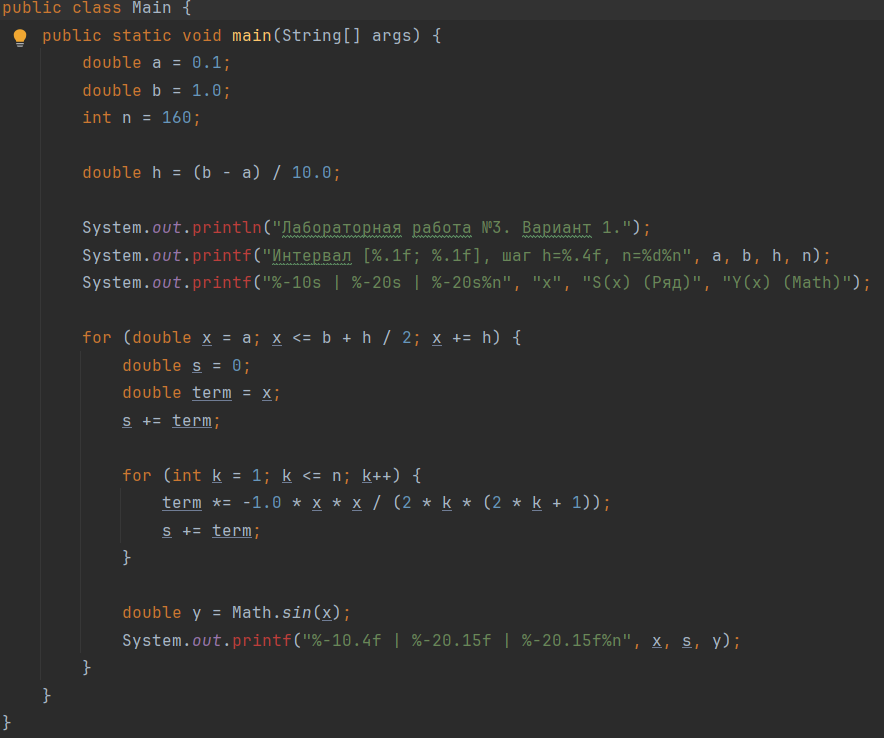 public class Main {
public static void main(String[] args) {
double a = 0.1;
double b = 1.0;
int n = 160;
double h = (b - a) / 10.0;
System.out.println("Лабораторная работа №3. Вариант 1.");
System.out.printf("Интервал [%.1f; %.1f], шаг h=%.4f, n=%d%n", a, b, h, n);
System.out.printf("%-10s | %-20s | %-20s%n", "x", "S(x) (Ряд)", "Y(x) (Math)");
for (double x = a; x <= b + h / 2; x += h) {
double s = 0;
double term = x;
s += term;
for (int k = 1; k <= n; k++) {
term *= -1.0 * x * x / (2 * k * (2 * k + 1));
s += term;
}
double y = Math.sin(x);
System.out.printf("%-10.4f | %-20.15f | %-20.15f%n", x, s, y);
}
}
}